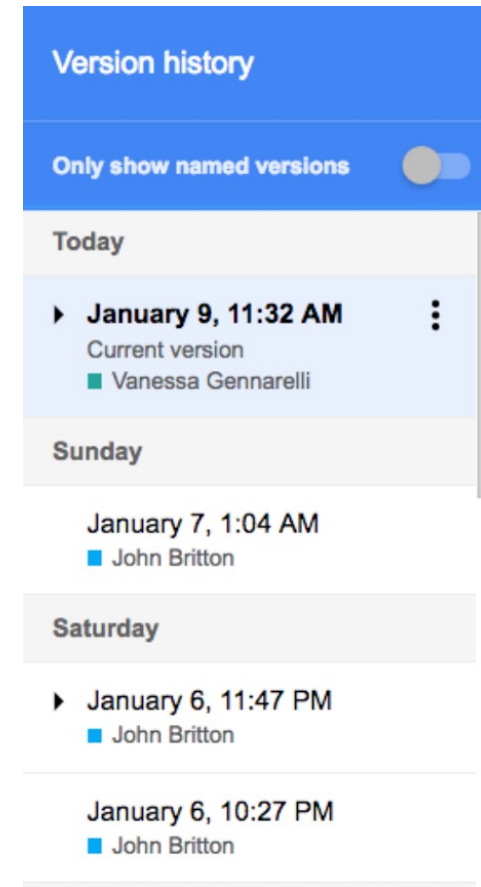 Version history
Only show named versions
Today
January 9, 11:32 AM
Current version
Vanessa Gennarelli
Sunday
January 7, 1:04 AM
John Britton
Saturday
January 6, 11:47 PM
John Britton
January 6, 10:27 PM
John Britton